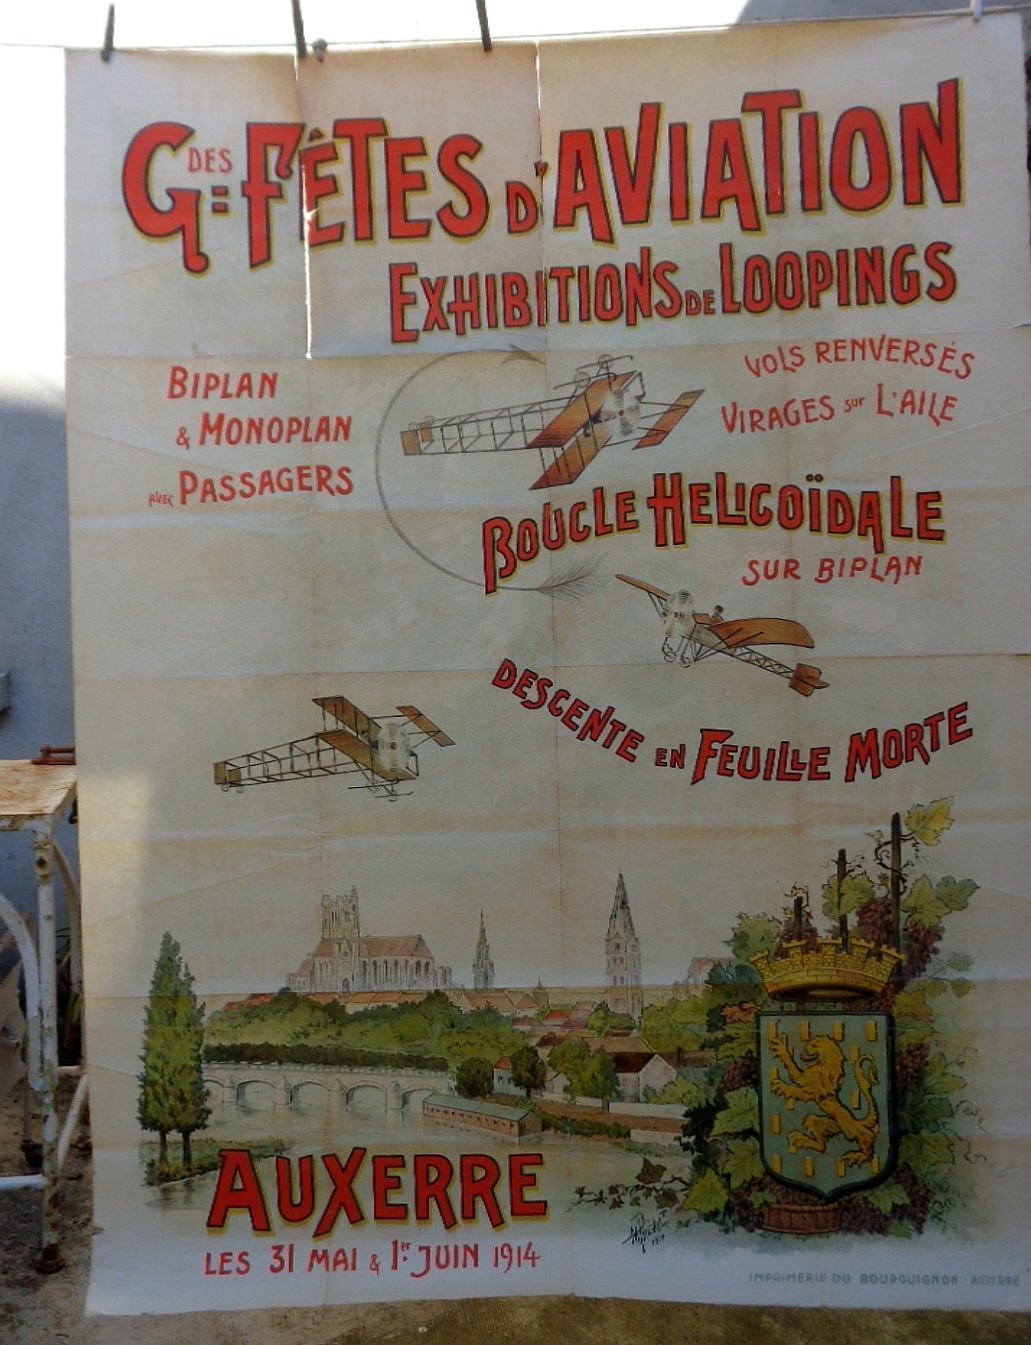 Gdes FÊTES D'AVIATION
EXHIBITIONS DE LOOPINGS
BIPLAN
& MONOPLAN
AVEC PASSAGERS
VOLS RENVERSÉS
VIRAGES sur L'AILE
BOUCLE HELICOÏDALE
SUR BIPLAN
DESCENTE EN FEUILLE MORTE
AUXERRE
LES 31 MAI & 1er JUIN 1914
IMPRIMERIE DU BOURGUIGNON - AUXERRE